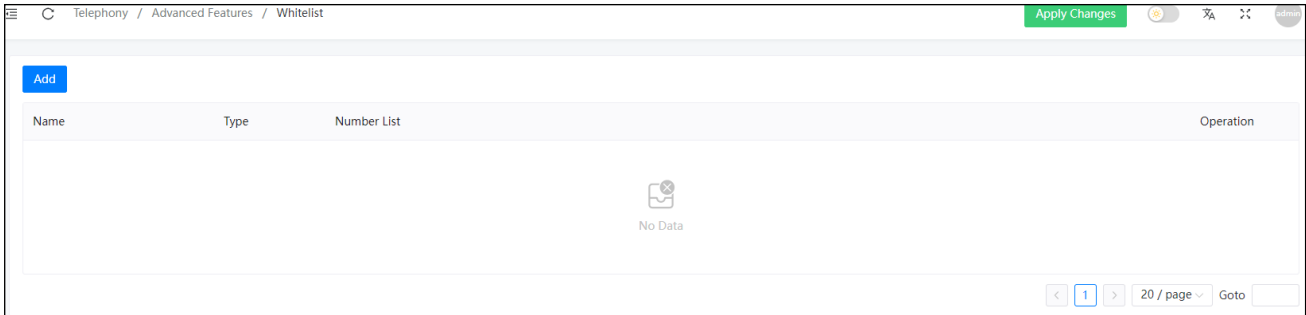 Telephony / Advanced Features / Whitelist Apply Changes admin
Add
Name Type Number List Operation
No Data
< 1 > 20 / page Goto